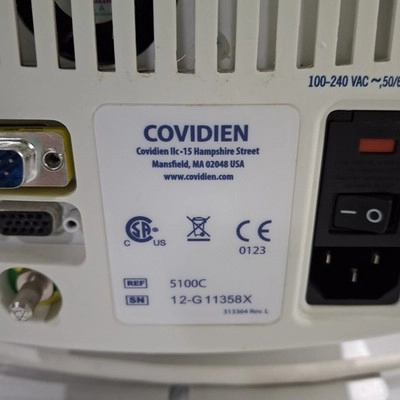 100-240 VAC ~, 50/6
COVIDIEN
Covidien llc-15 Hampshire Street
Mansfield, MA 02048 USA
www.covidien.com
C US
0123
REF 5100C
SN 12-G11358X
313364 Rev. L